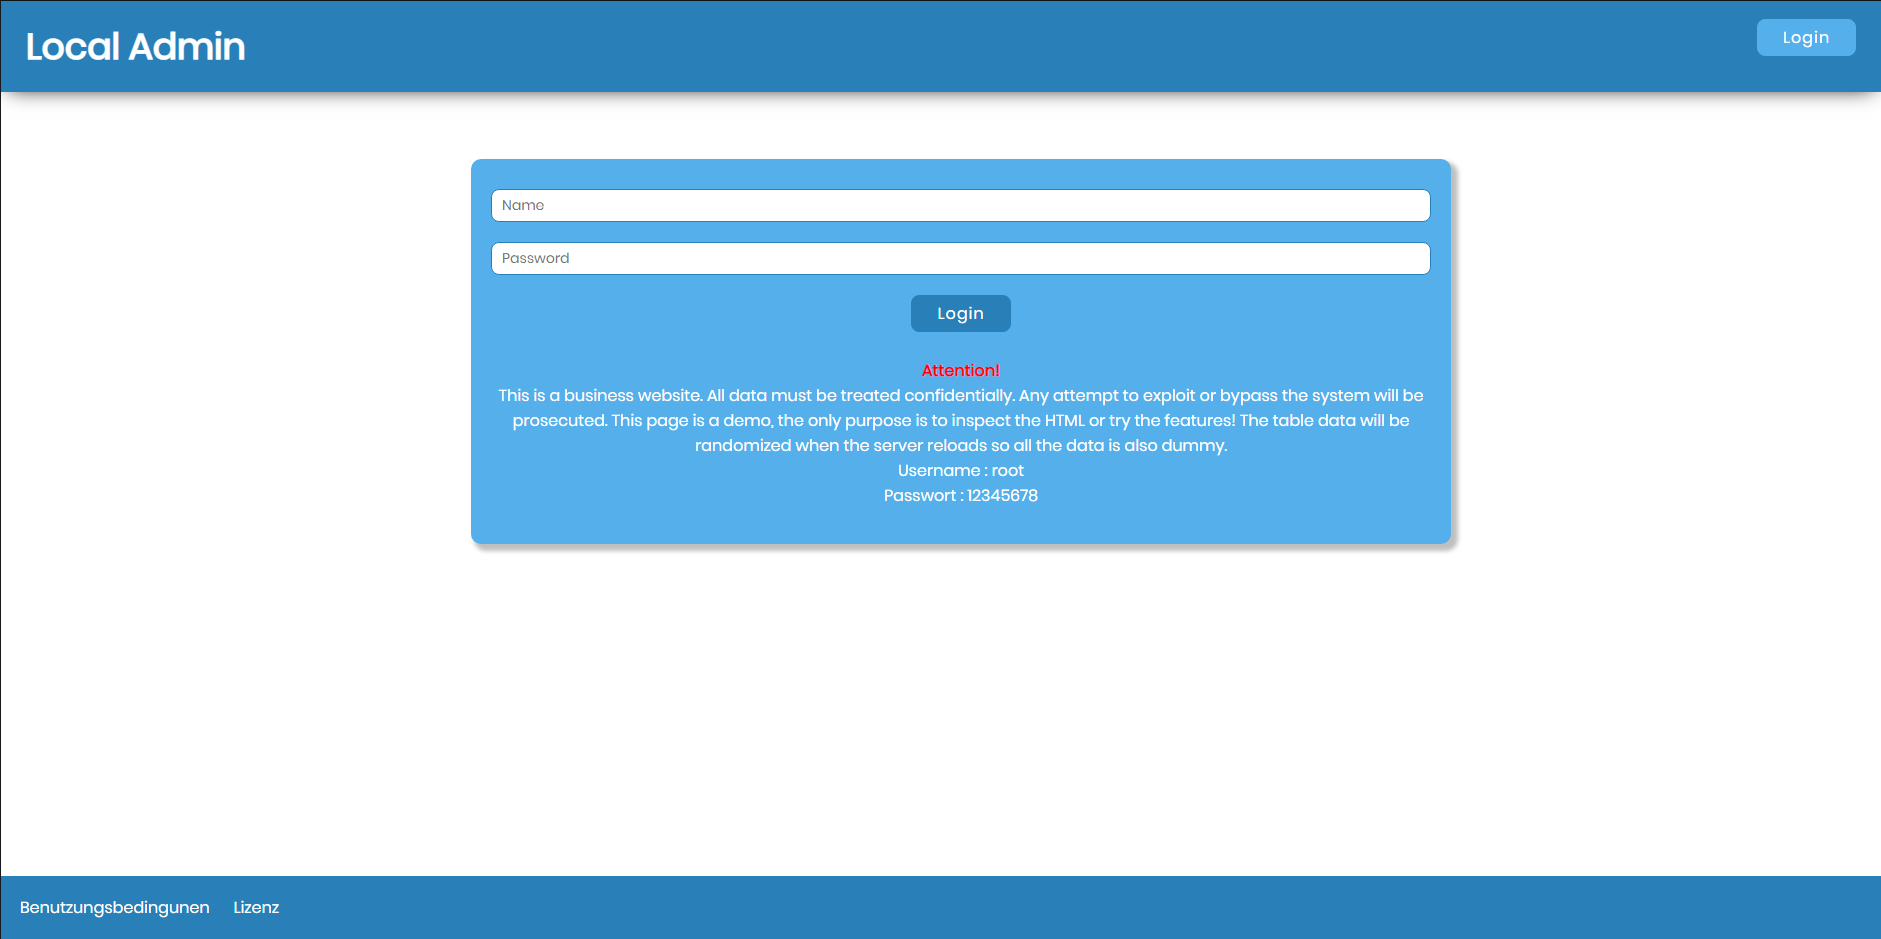 Local Admin
Login
Name
Password
Login
Attention!
This is a business website. All data must be treated confidentially. Any attempt to exploit or bypass the system will be
prosecuted. This page is a demo, the only purpose is to inspect the HTML or try the features! The table data will be
randomized when the server reloads so all the data is also dummy.
Username : root
Passwort : 12345678
Benutzungsbedingunen Lizenz